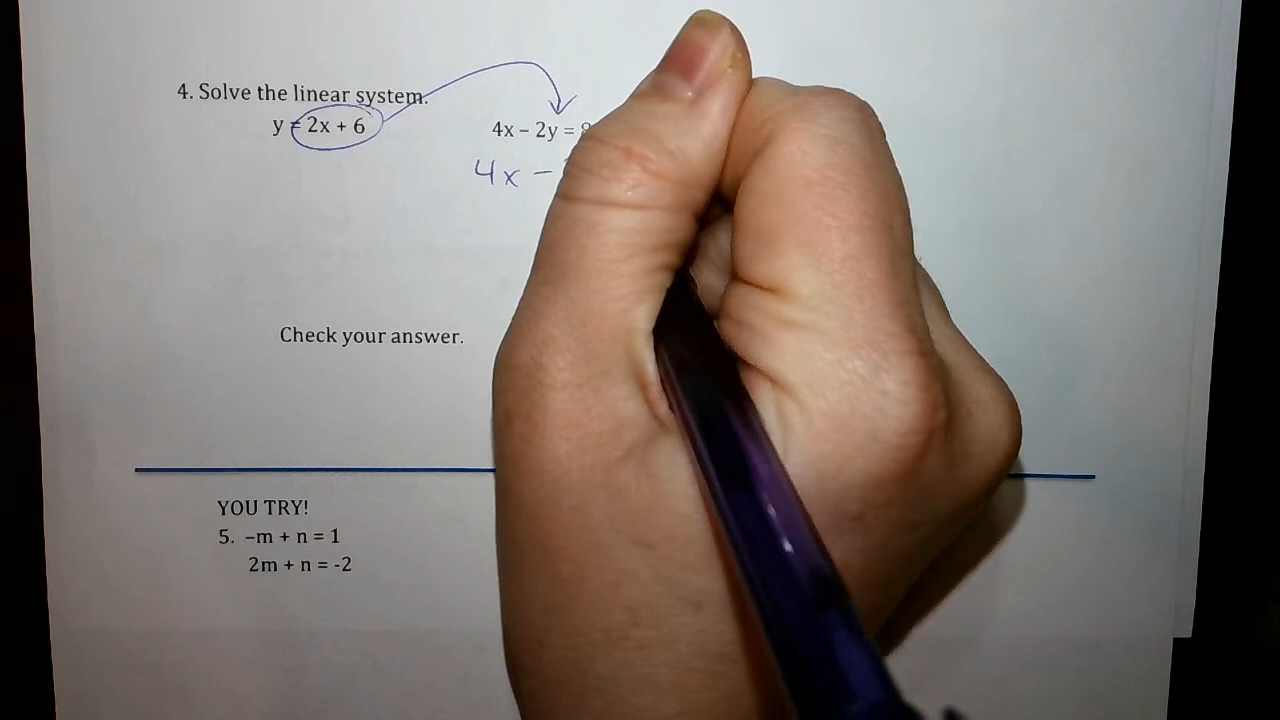 4. Solve the linear system.
y = 2x + 6
4x – 2y = 8
4x –
Check your answer.
YOU TRY!
5. –m + n = 1
2m + n = -2